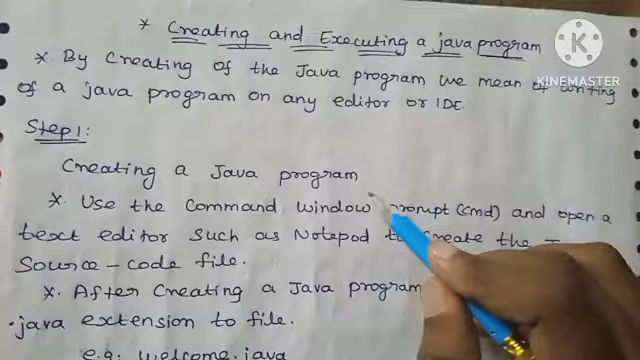 * Creating and Executing a java program
* By Creating of the Java program we mean of writing
of a java program on any editor or IDE.
KINEMASTER
Step1:
Creating a Java program
* Use the Command window prompt (cmd) and open a
text editor Such as Notepad to Create the
Source-code file.
* After Creating a Java program
.java extension to file.
e.g. Welcome.java